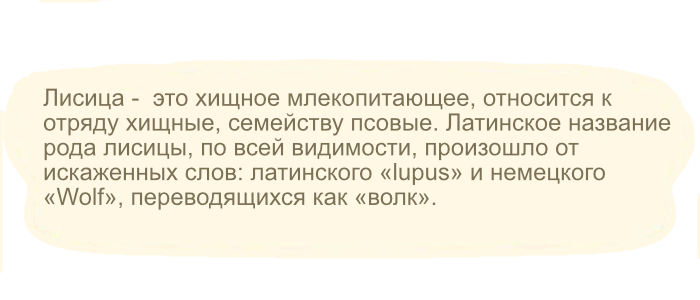 Лисица -  это хищное млекопитающее, относится к
отряду хищные, семейству псовые. Латинское название
рода лисицы, по всей видимости, произошло от
искаженных слов: латинского «lupus» и немецкого
«Wolf», переводящихся как «волк».